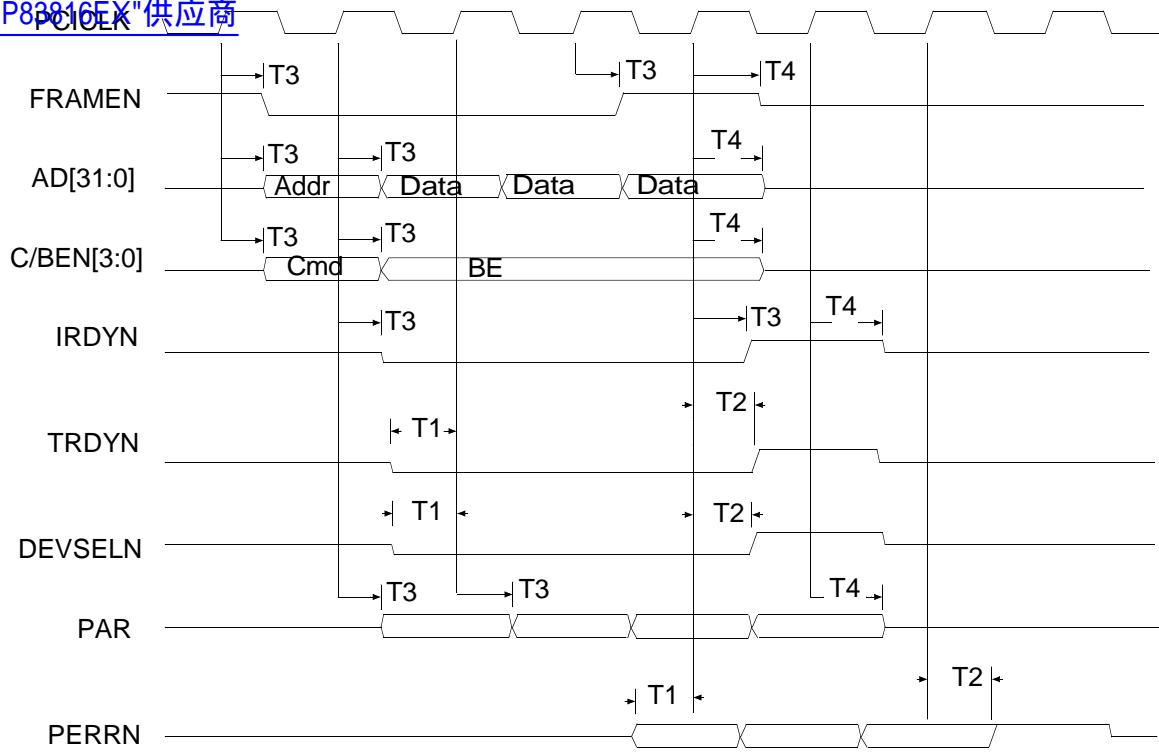 P83816EX"供应商
PCICLK
T3 T3 T4
FRAMEN
T3 T3 T4
AD[31:0] Addr Data Data Data
T3 T3 T4
C/BEN[3:0] Cmd BE
T3 T3 T4
IRDYN
T1 T2
TRDYN
T1 T2
DEVSELN
T3 T3 T4
PAR
T1 T2
PERRN